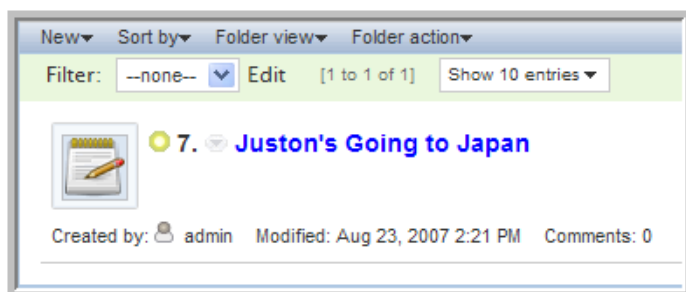 New Sort by Folder view Folder action
Filter: --none-- Edit [1 to 1 of 1] Show 10 entries
7. Juston's Going to Japan
Created by: admin Modified: Aug 23, 2007 2:21 PM Comments: 0